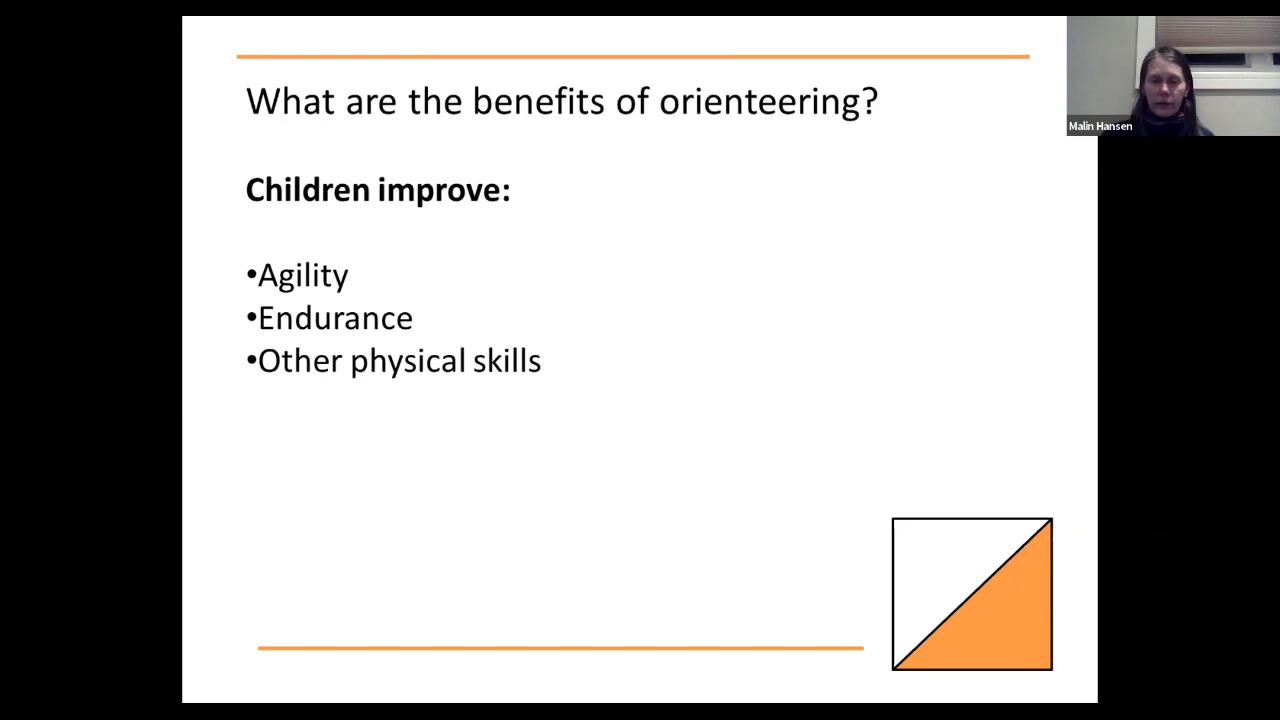 What are the benefits of orienteering?
Malin Hansen
Children improve:
•Agility
•Endurance
•Other physical skills